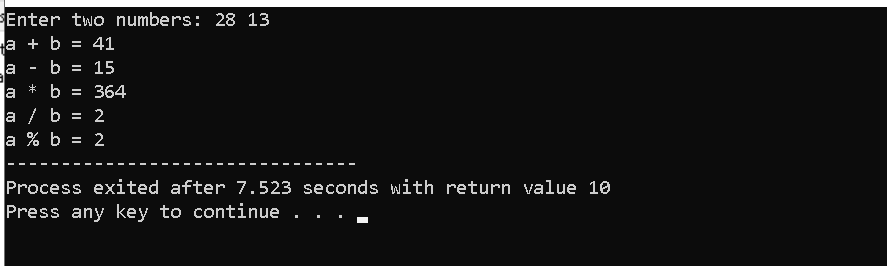 Enter two numbers: 28 13
a + b = 41
a - b = 15
a * b = 364
a / b = 2
a % b = 2
--------------------------------
Process exited after 7.523 seconds with return value 10
Press any key to continue . . .